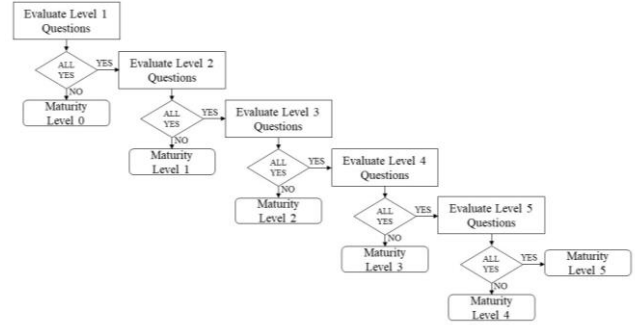 Evaluate Level 1
Questions
ALL
YES
YES
NO
Maturity
Level 0
Evaluate Level 2
Questions
ALL
YES
YES
NO
Maturity
Level 1
Evaluate Level 3
Questions
ALL
YES
YES
NO
Maturity
Level 2
Evaluate Level 4
Questions
ALL
YES
YES
NO
Maturity
Level 3
Evaluate Level 5
Questions
ALL
YES
YES
Maturity
Level 5
NO
Maturity
Level 4